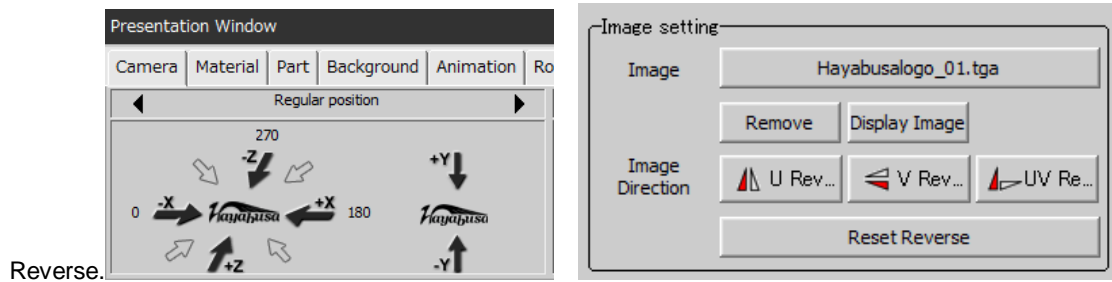 Presentation Window
Camera Material Part Background Animation Ro
Regular position
270
-Z
+Y
0 -X Hayabusa +X 180
Hayabusa
+Z
-Y
Reverse.
Image setting
Image Hayabusalogo_01.tga
Remove Display Image
Image Direction U Rev... V Rev... UV Re...
Reset Reverse